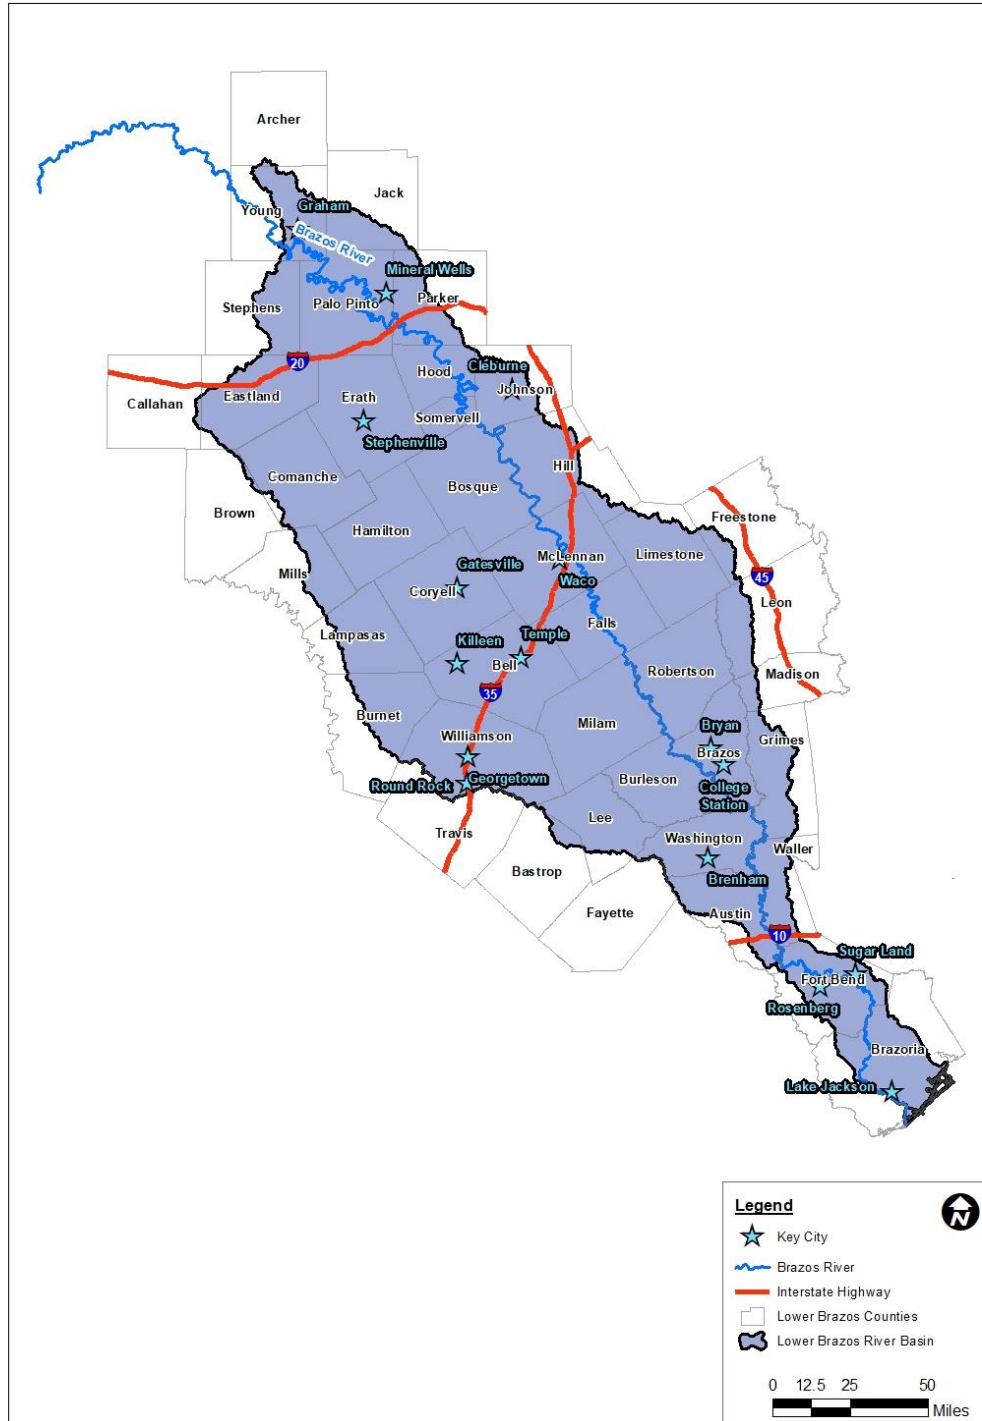 Archer
Jack
Young
Graham
Brazos River
Mineral Wells
Parker
Stephens
Palo Pinto
20
Hood
Cleburne
Johnson
Callahan
Eastland
Erath
Somervell
Stephenville
Hill
Comanche
Bosque
Brown
Freestone
Hamilton
McLennan
Limestone
Mills
Gatesville
Waco
45
Coryell
Leon
Lampasas
Falls
Killeen
Temple
Bell
Robertson
Madison
35
Burnet
Milam
Bryan
Williamson
Brazos
Grimes
Round Rock
Georgetown
Burleson
College
Station
Travis
Lee
Washington
Waller
Bastrop
Brenham
Fayette
Austin
10
Sugar Land
Fort Bend
Rosenberg
Brazoria
Lake Jackson
Legend
N
Key City
Brazos River
Interstate Highway
Lower Brazos Counties
Lower Brazos River Basin
0 12.5 25 50
Miles